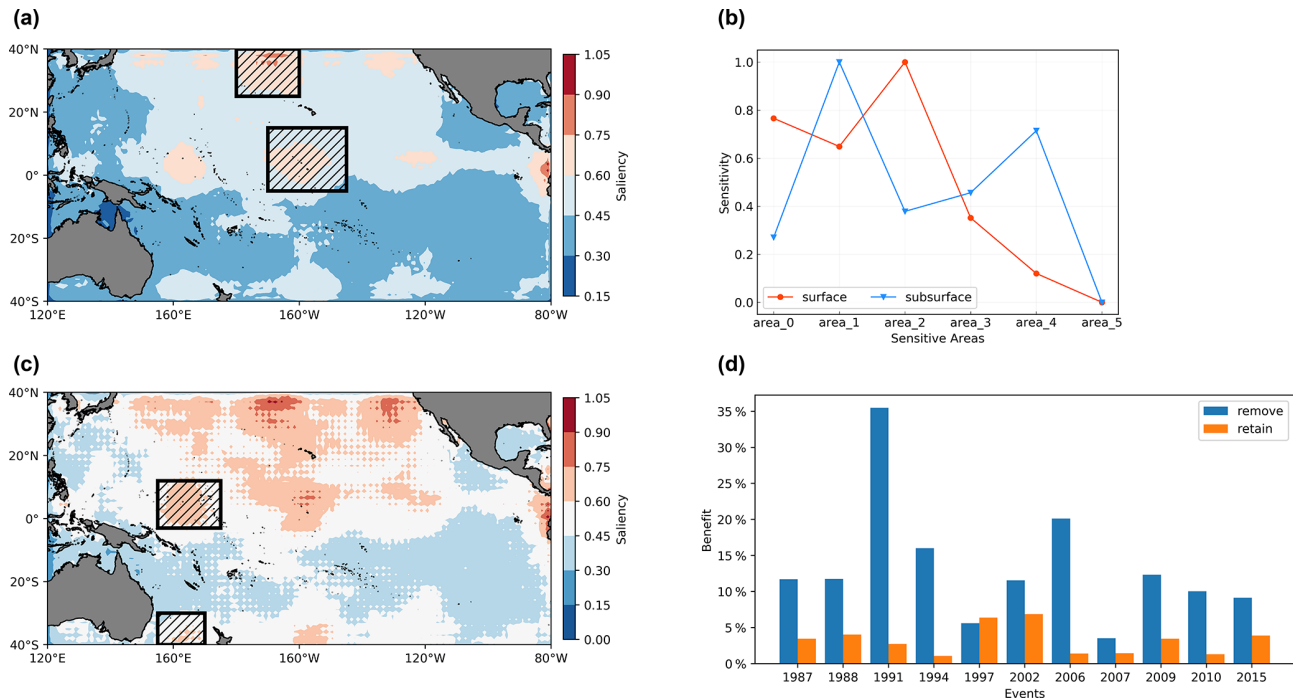 (a)
40°N
20°N
0°
20°S
40°S
120°E
160°E
160°W
120°W
80°W
1.05
0.90
0.75
0.60
0.45
0.30
0.15
Saliency
(b)
1.0
0.8
0.6
0.4
0.2
0.0
Sensitivity
surface
subsurface
area_0
area_1
area_2
area_3
area_4
area_5
Sensitive Areas
(c)
40°N
20°N
0°
20°S
40°S
120°E
160°E
160°W
120°W
80°W
1.05
0.90
0.75
0.60
0.45
0.30
0.15
0.00
Saliency
(d)
35 %
30 %
25 %
20 %
15 %
10 %
5 %
0 %
Benefit
remove
retain
1987
1988
1991
1994
1997
2002
2006
2007
2009
2010
2015
Events